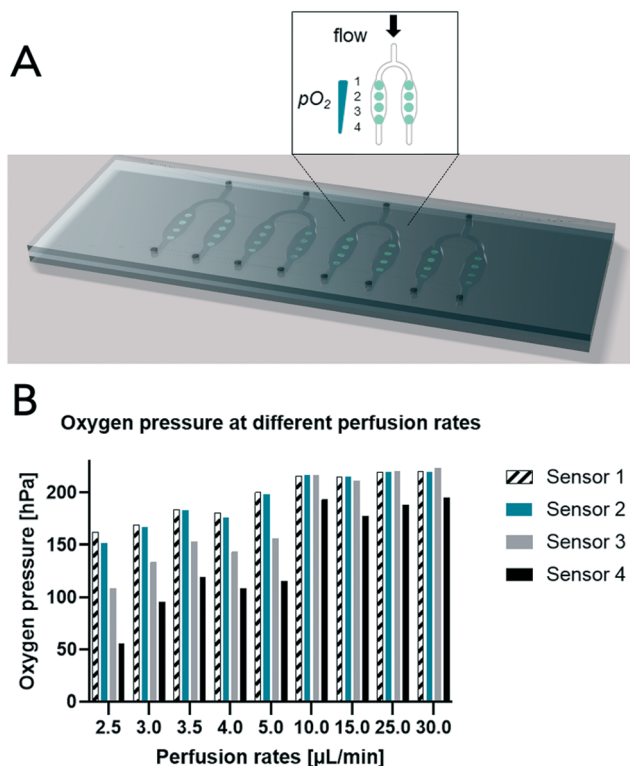 A
flow
pO2
1
2
3
4
B
Oxygen pressure at different perfusion rates
Oxygen pressure [hPa]
200
150
100
50
0
2.5 3.0 3.5 4.0 5.0 10.0 15.0 25.0 30.0
Perfusion rates [µL/min]
Sensor 1
Sensor 2
Sensor 3
Sensor 4